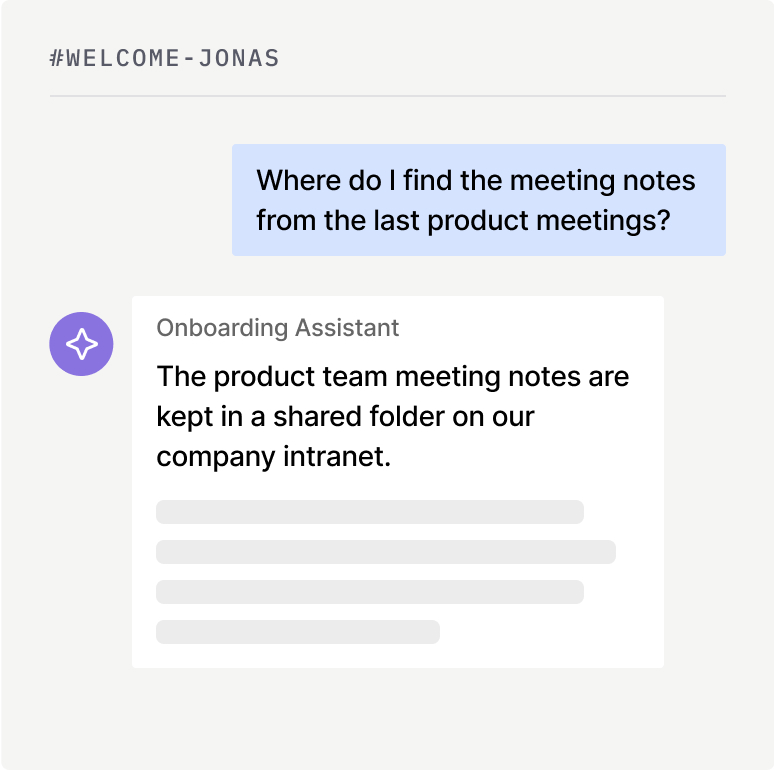 #WELCOME-JONAS
Where do I find the meeting notes
from the last product meetings?
Onboarding Assistant
The product team meeting notes are
kept in a shared folder on our
company intranet.